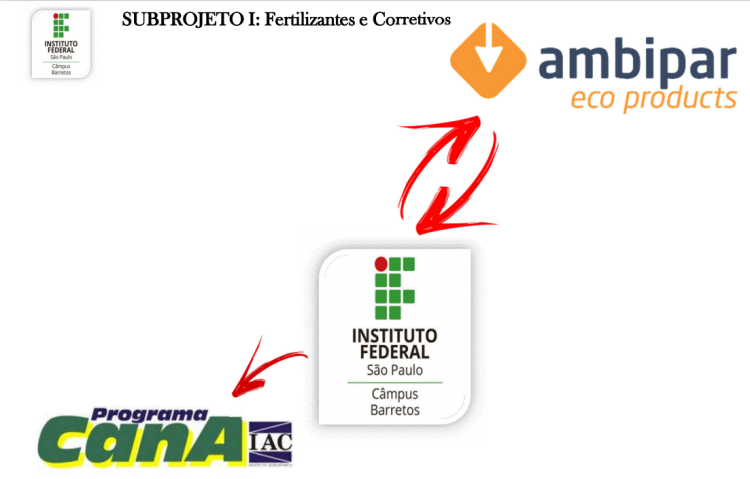 SUBPROJETO I: Fertilizantes e Corretivos
INSTITUTO
FEDERAL
São Paulo
Câmpus
Barretos
ambipar
eco products
INSTITUTO
FEDERAL
São Paulo
Câmpus
Barretos
Programa
CanA
IAC